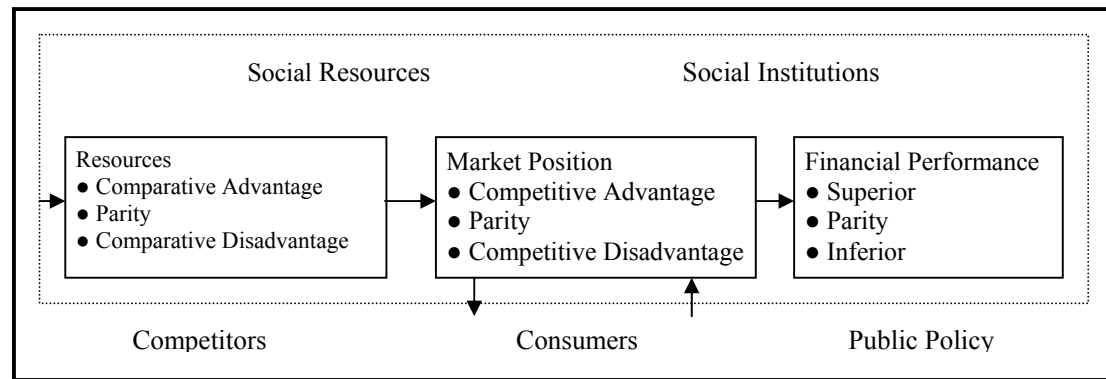 Social Resources Social Institutions
Resources
● Comparative Advantage
● Parity
● Comparative Disadvantage
Market Position
● Competitive Advantage
● Parity
● Competitive Disadvantage
Financial Performance
● Superior
● Parity
● Inferior
Competitors Consumers Public Policy